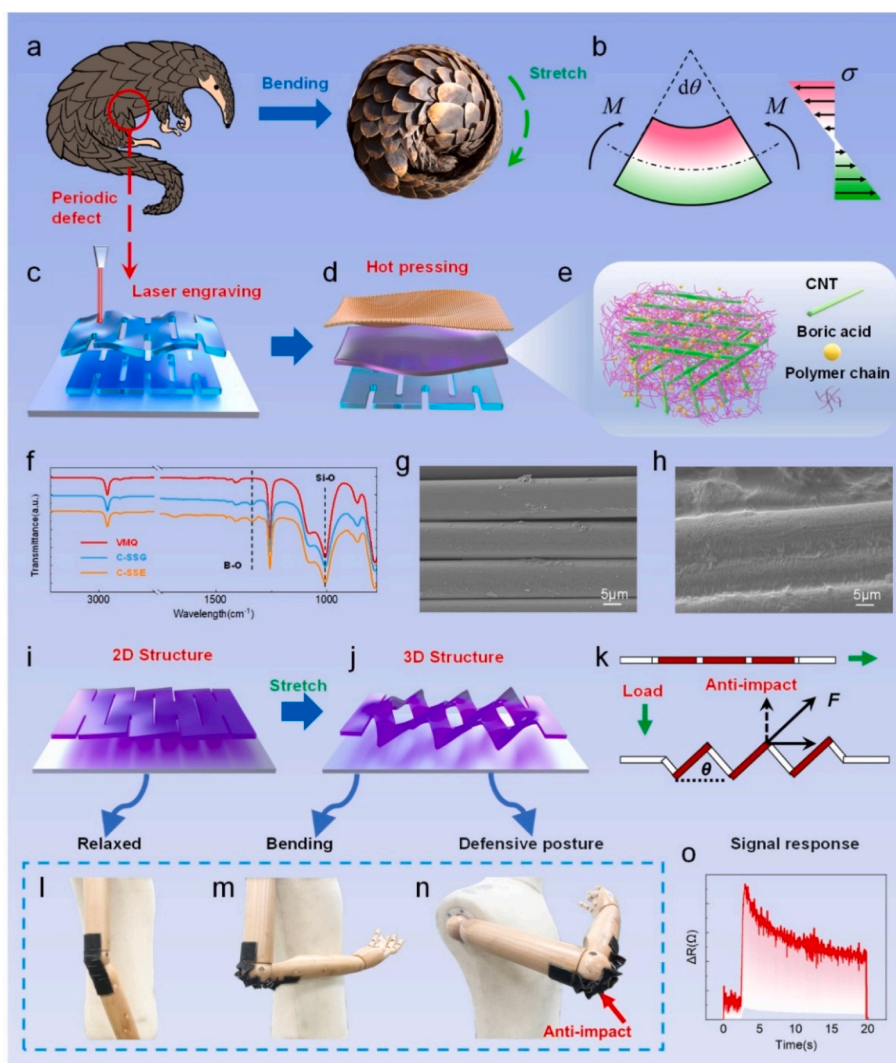 a
Bending
Stretch
b
dθ
M
M
σ
Periodic
defect
c
Laser engraving
d
Hot pressing
e
CNT
Boric acid
Polymer chain
f
Transmittance(a.u.)
Si-O
VMQ
C-SSG
C-SSE
B-O
3000
1500
1000
Wavelength(cm⁻¹)
g
5μm
h
5μm
i
2D Structure
Stretch
j
3D Structure
k
Load
Anti-impact
F
θ
Relaxed
Bending
Defensive posture
l
m
n
Anti-impact
o
Signal response
ΔR(Ω)
0
5
10
15
20
Time(s)